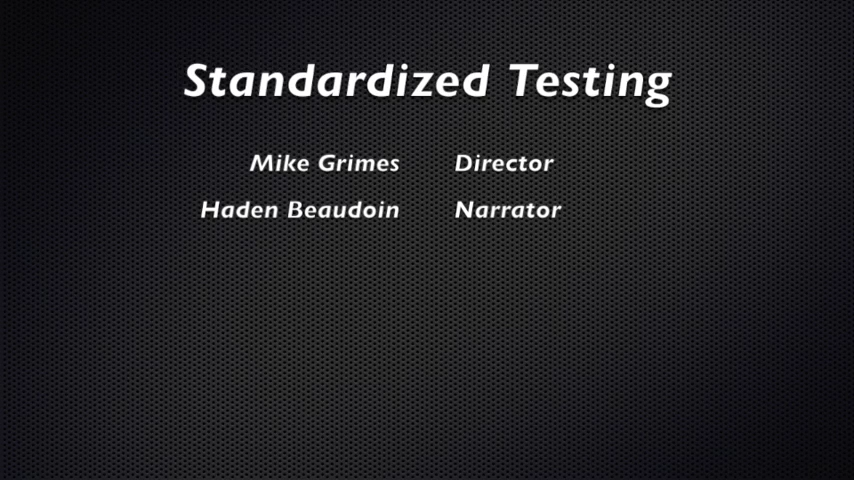 Standardized Testing
Mike Grimes Director
Haden Beaudoin Narrator